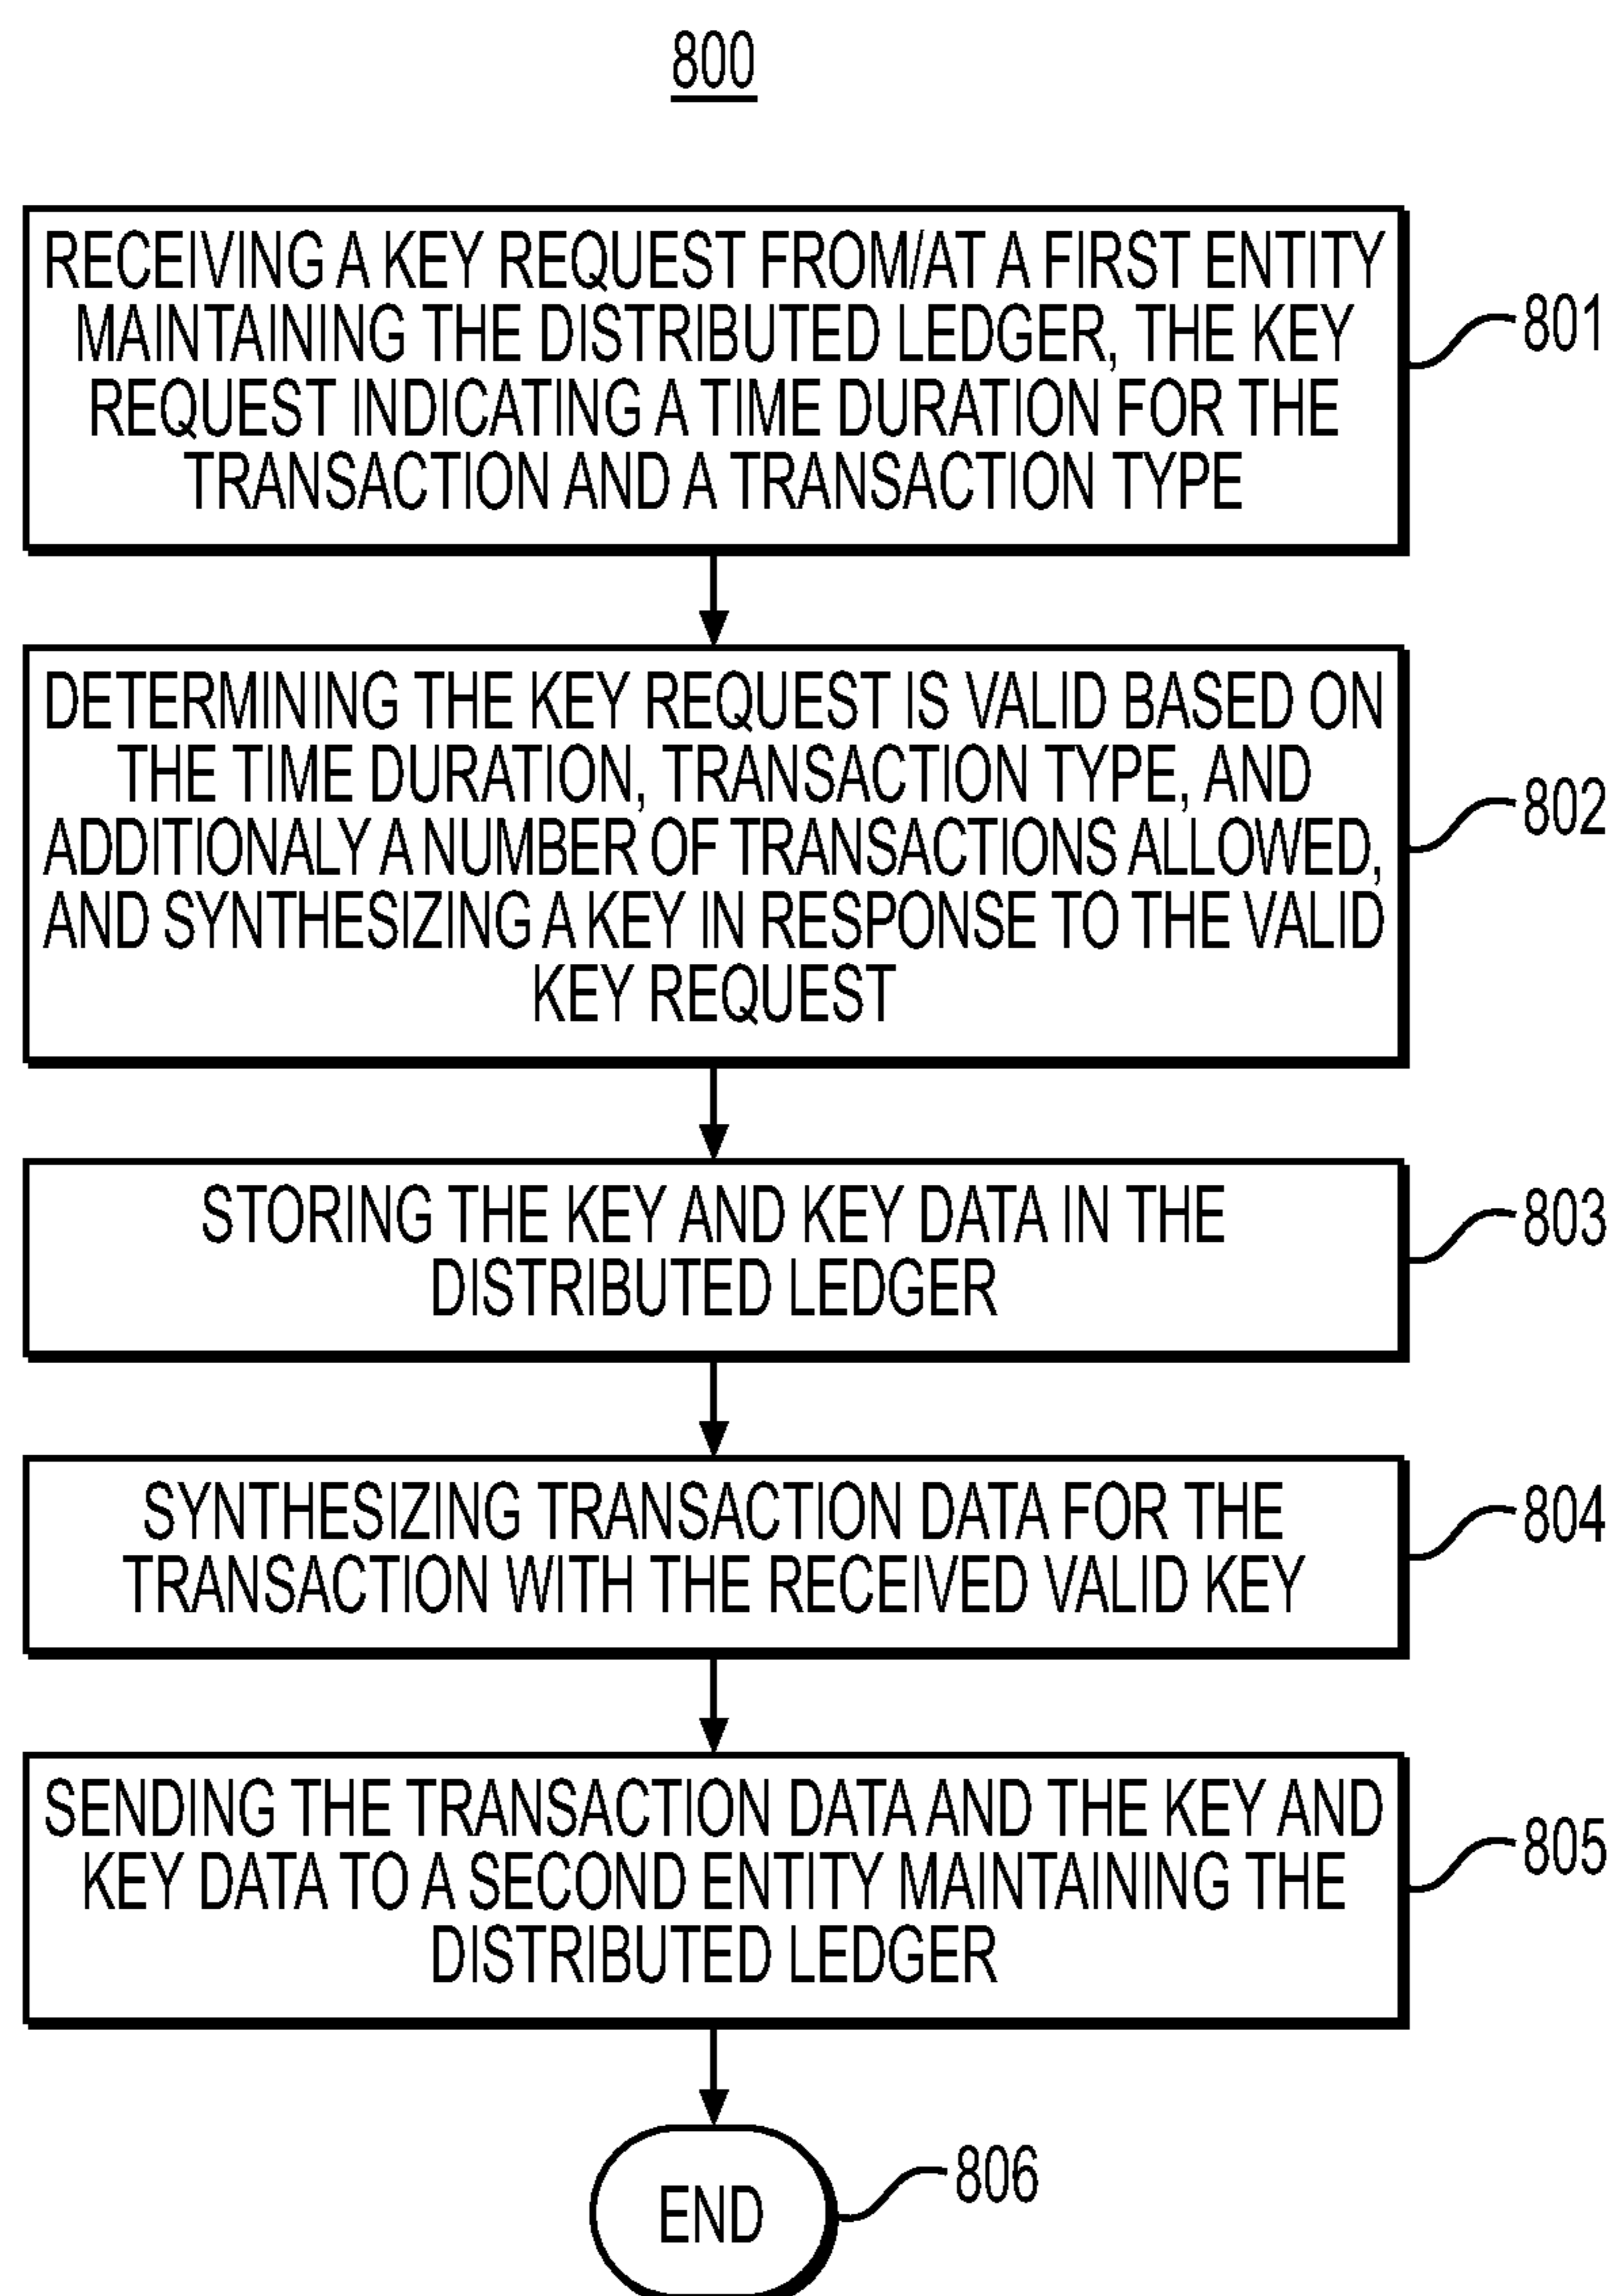 800
RECEIVING A KEY REQUEST FROM/AT A FIRST ENTITY
MAINTAINING THE DISTRIBUTED LEDGER, THE KEY
REQUEST INDICATING A TIME DURATION FOR THE
TRANSACTION AND A TRANSACTION TYPE
801
DETERMINING THE KEY REQUEST IS VALID BASED ON
THE TIME DURATION, TRANSACTION TYPE, AND
ADDITIONALY A NUMBER OF TRANSACTIONS ALLOWED,
AND SYNTHESIZING A KEY IN RESPONSE TO THE VALID
KEY REQUEST
802
STORING THE KEY AND KEY DATA IN THE
DISTRIBUTED LEDGER
803
SYNTHESIZING TRANSACTION DATA FOR THE
TRANSACTION WITH THE RECEIVED VALID KEY
804
SENDING THE TRANSACTION DATA AND THE KEY AND
KEY DATA TO A SECOND ENTITY MAINTAINING THE
DISTRIBUTED LEDGER
805
END
806